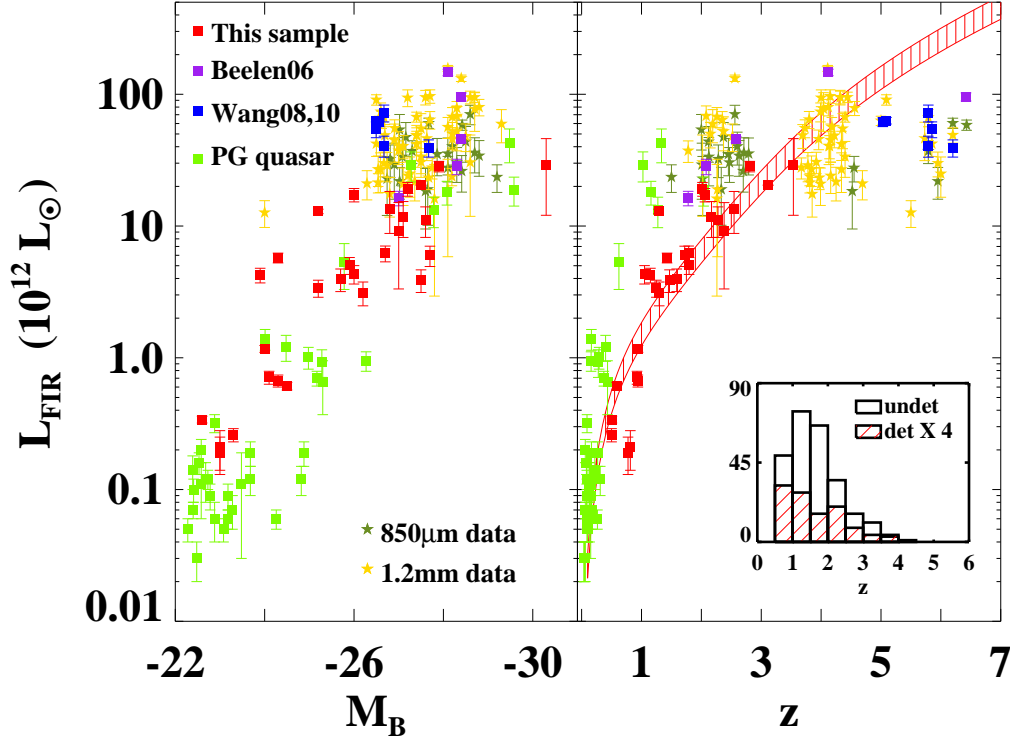 This sample
Beelen06
Wang08,10
PG quasar
100
10
1.0
0.1
0.01
L_FIR (10^12 L_⊙)
850μm data
1.2mm data
-22 -26 -30
M_B
1 3 5 7
z
90
45
0
undet
det X 4
0 1 2 3 4 5 6
z